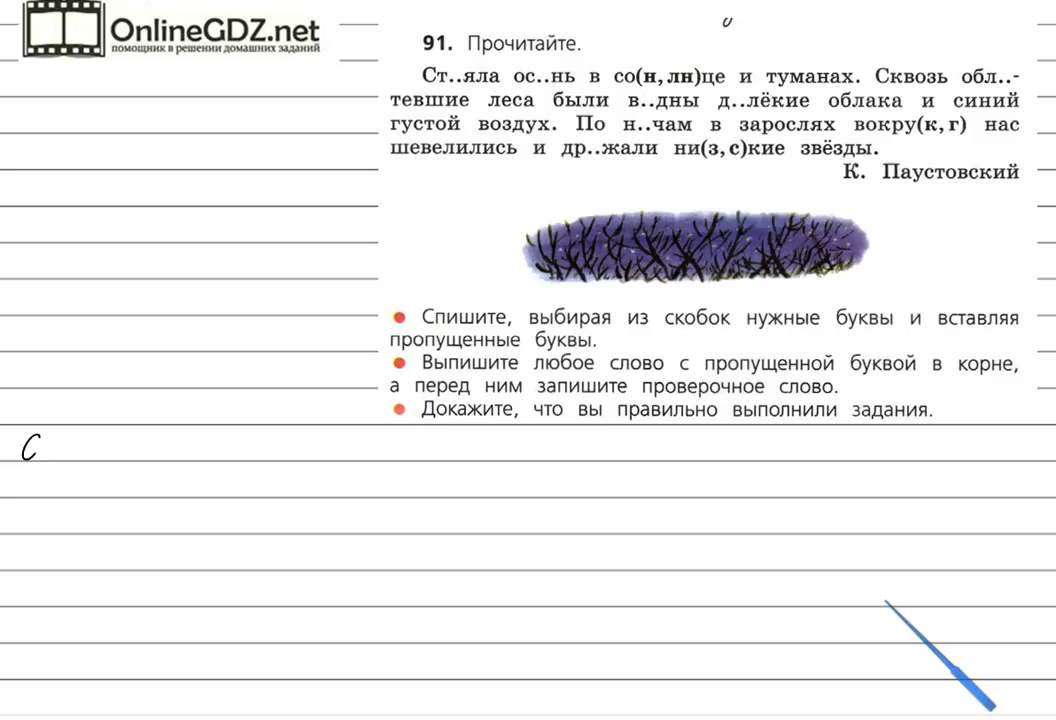 OnlineGDZ.net
помощник в решении домашних заданий
91. Прочитайте.
Ст..яла ос..нь в со(н,лн)це и туманах. Сквозь обл..-
тевшие леса были в..дны д..лёкие облака и синий
густой воздух. По н..чам в зарослях вокру(к,г) нас
шевелились и др..жали ни(з,с)кие звёзды.
К. Паустовский
● Спишите, выбирая из скобок нужные буквы и вставляя
пропущенные буквы.
● Выпишите любое слово с пропущенной буквой в корне,
а перед ним запишите проверочное слово.
● Докажите, что вы правильно выполнили задания.
С